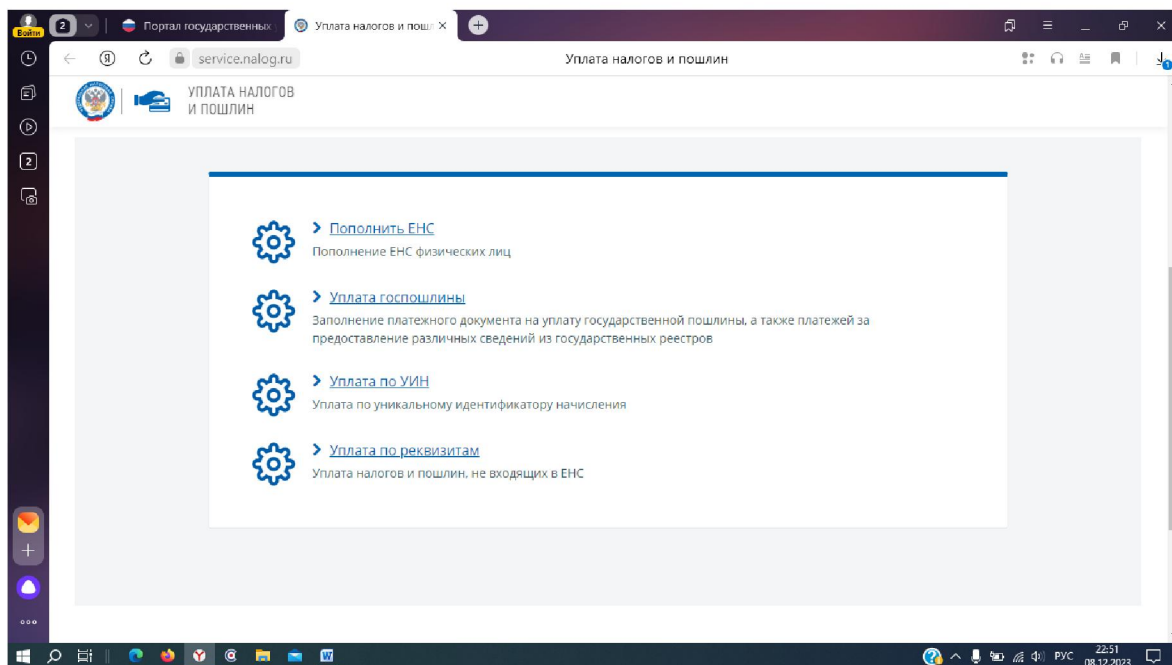 Войти
2
Портал государственных
Уплата налогов и пошл
service.nalog.ru
Уплата налогов и пошлин
УПЛАТА НАЛОГОВ
И ПОШЛИН
2
Пополнить ЕНС
Пополнение ЕНС физических лиц
Уплата госпошлины
Заполнение платежного документа на уплату государственной пошлины, а также платежей за
предоставление различных сведений из государственных реестров
Уплата по УИН
Уплата по уникальному идентификатору начисления
Уплата по реквизитам
Уплата налогов и пошлин, не входящих в ЕНС
РУС
22:51
08.12.2023